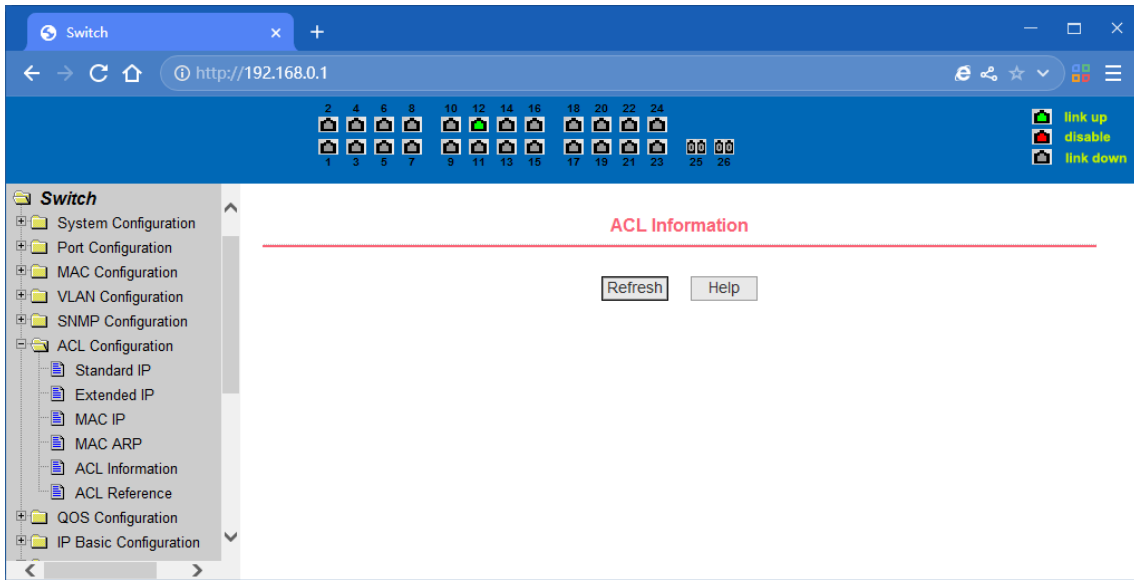 Switch
http://192.168.0.1
2 4 6 8 10 12 14 16 18 20 22 24
1 3 5 7 9 11 13 15 17 19 21 23 25 26
link up
disable
link down
Switch
System Configuration
Port Configuration
MAC Configuration
VLAN Configuration
SNMP Configuration
ACL Configuration
Standard IP
Extended IP
MAC IP
MAC ARP
ACL Information
ACL Reference
QOS Configuration
IP Basic Configuration
ACL Information
Refresh Help